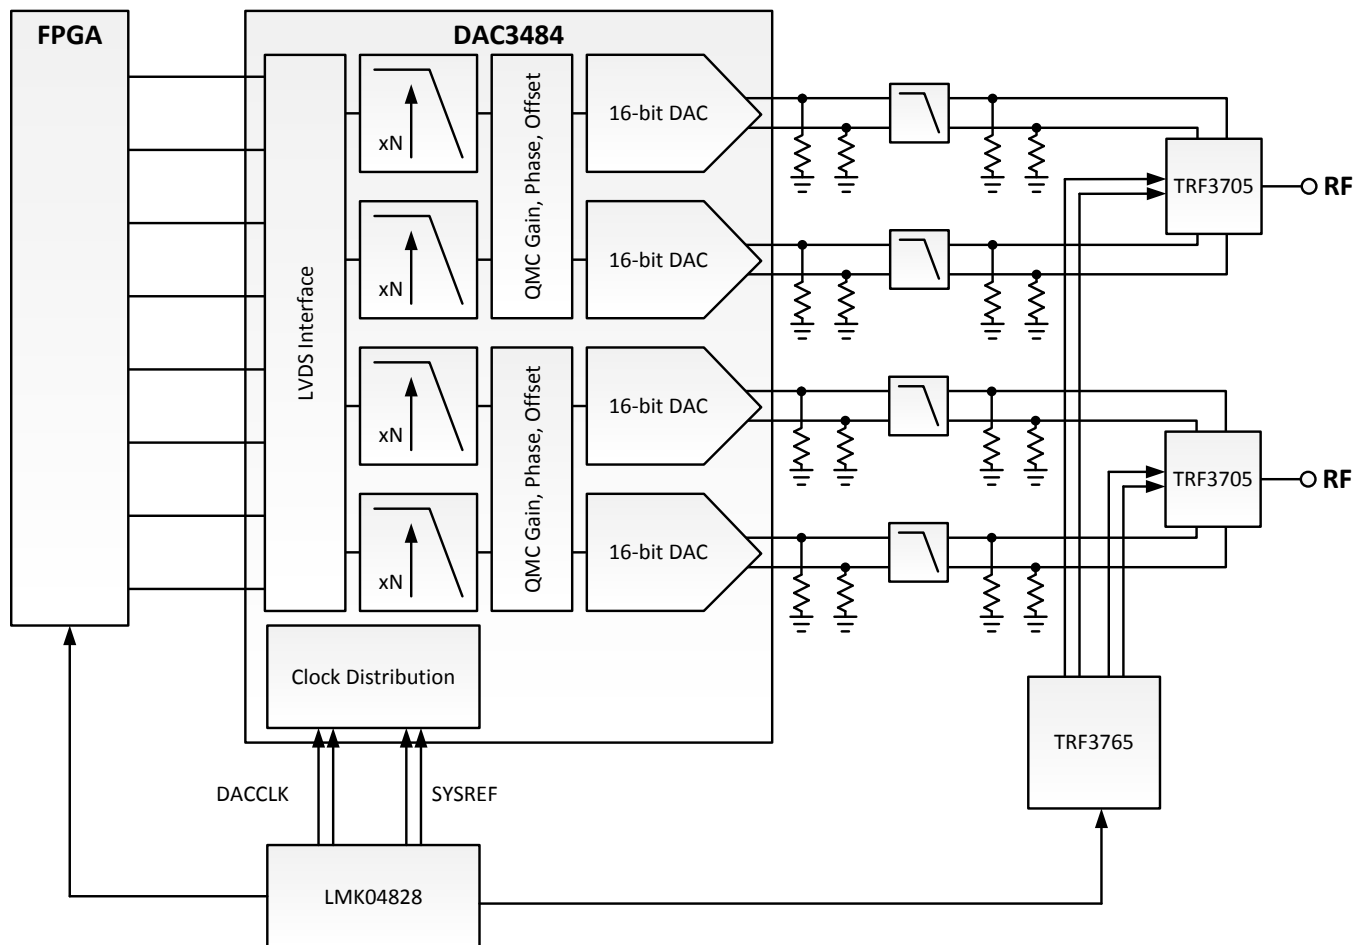 FPGA
DAC3484
LVDS Interface
xN
QMC Gain, Phase, Offset
16-bit DAC
TRF3705
RF
xN
16-bit DAC
xN
QMC Gain, Phase, Offset
16-bit DAC
TRF3705
RF
xN
16-bit DAC
Clock Distribution
TRF3765
DACCLK
SYSREF
LMK04828